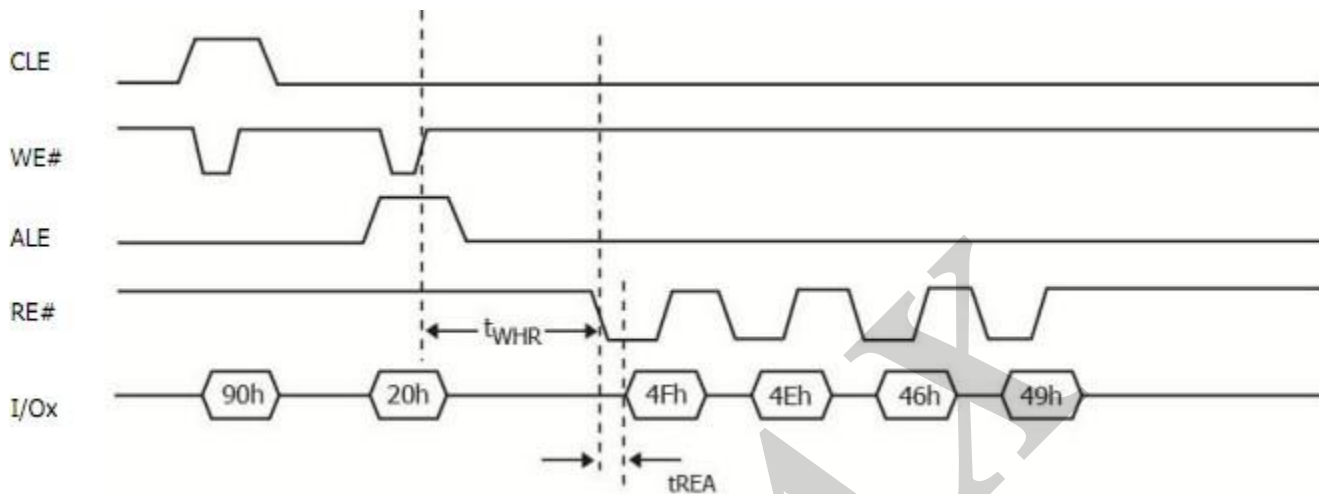 CLE
WE#
ALE
RE#
tWHR
I/Ox
90h 20h 4Fh 4Eh 46h 49h
tREA